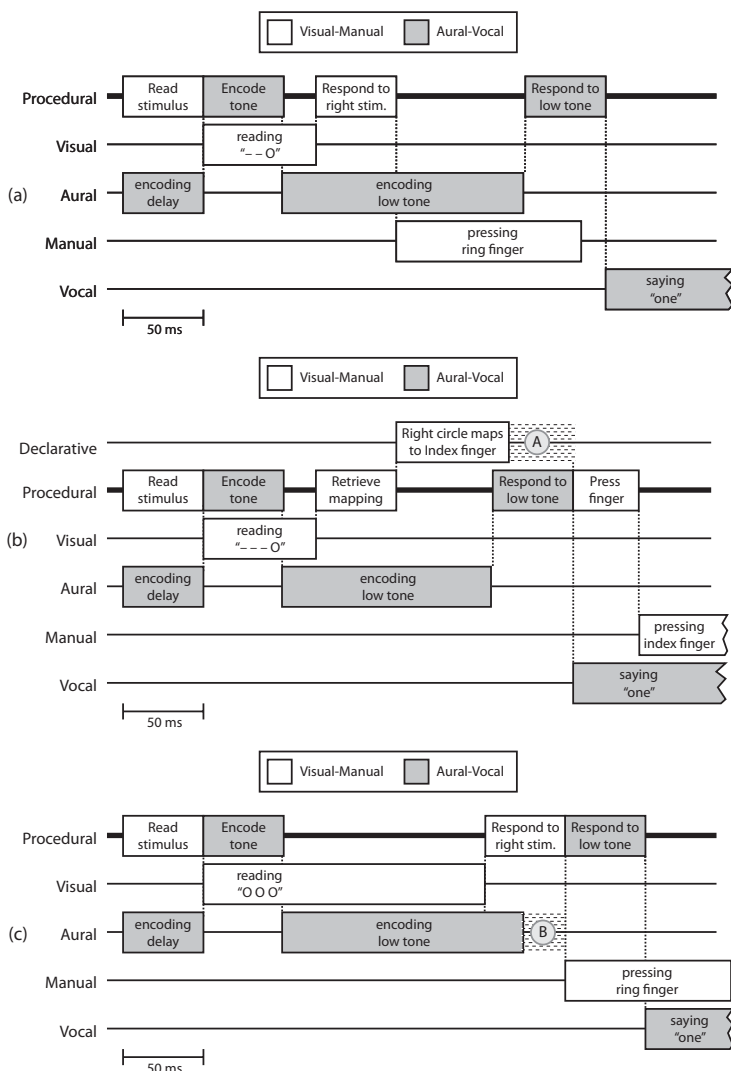 Visual-Manual Aural-Vocal
Read
stimulus
Encode
tone
Respond to
right stim.
Respond to
low tone
Procedural
reading
"– – O"
Visual
encoding
delay
encoding
low tone
(a) Aural
pressing
ring finger
Manual
saying
"one"
Vocal
50 ms
Visual-Manual Aural-Vocal
Right circle maps
to Index finger
A
Declarative
Read
stimulus
Encode
tone
Retrieve
mapping
Respond to
low tone
Press
finger
Procedural
reading
"– – – O"
(b) Visual
encoding
delay
encoding
low tone
Aural
pressing
index finger
Manual
saying
"one"
Vocal
50 ms
Visual-Manual Aural-Vocal
Read
stimulus
Encode
tone
Respond to
right stim.
Respond to
low tone
Procedural
reading
"O O O"
Visual
encoding
delay
encoding
low tone
B
(c) Aural
pressing
ring finger
Manual
saying
"one"
Vocal
50 ms